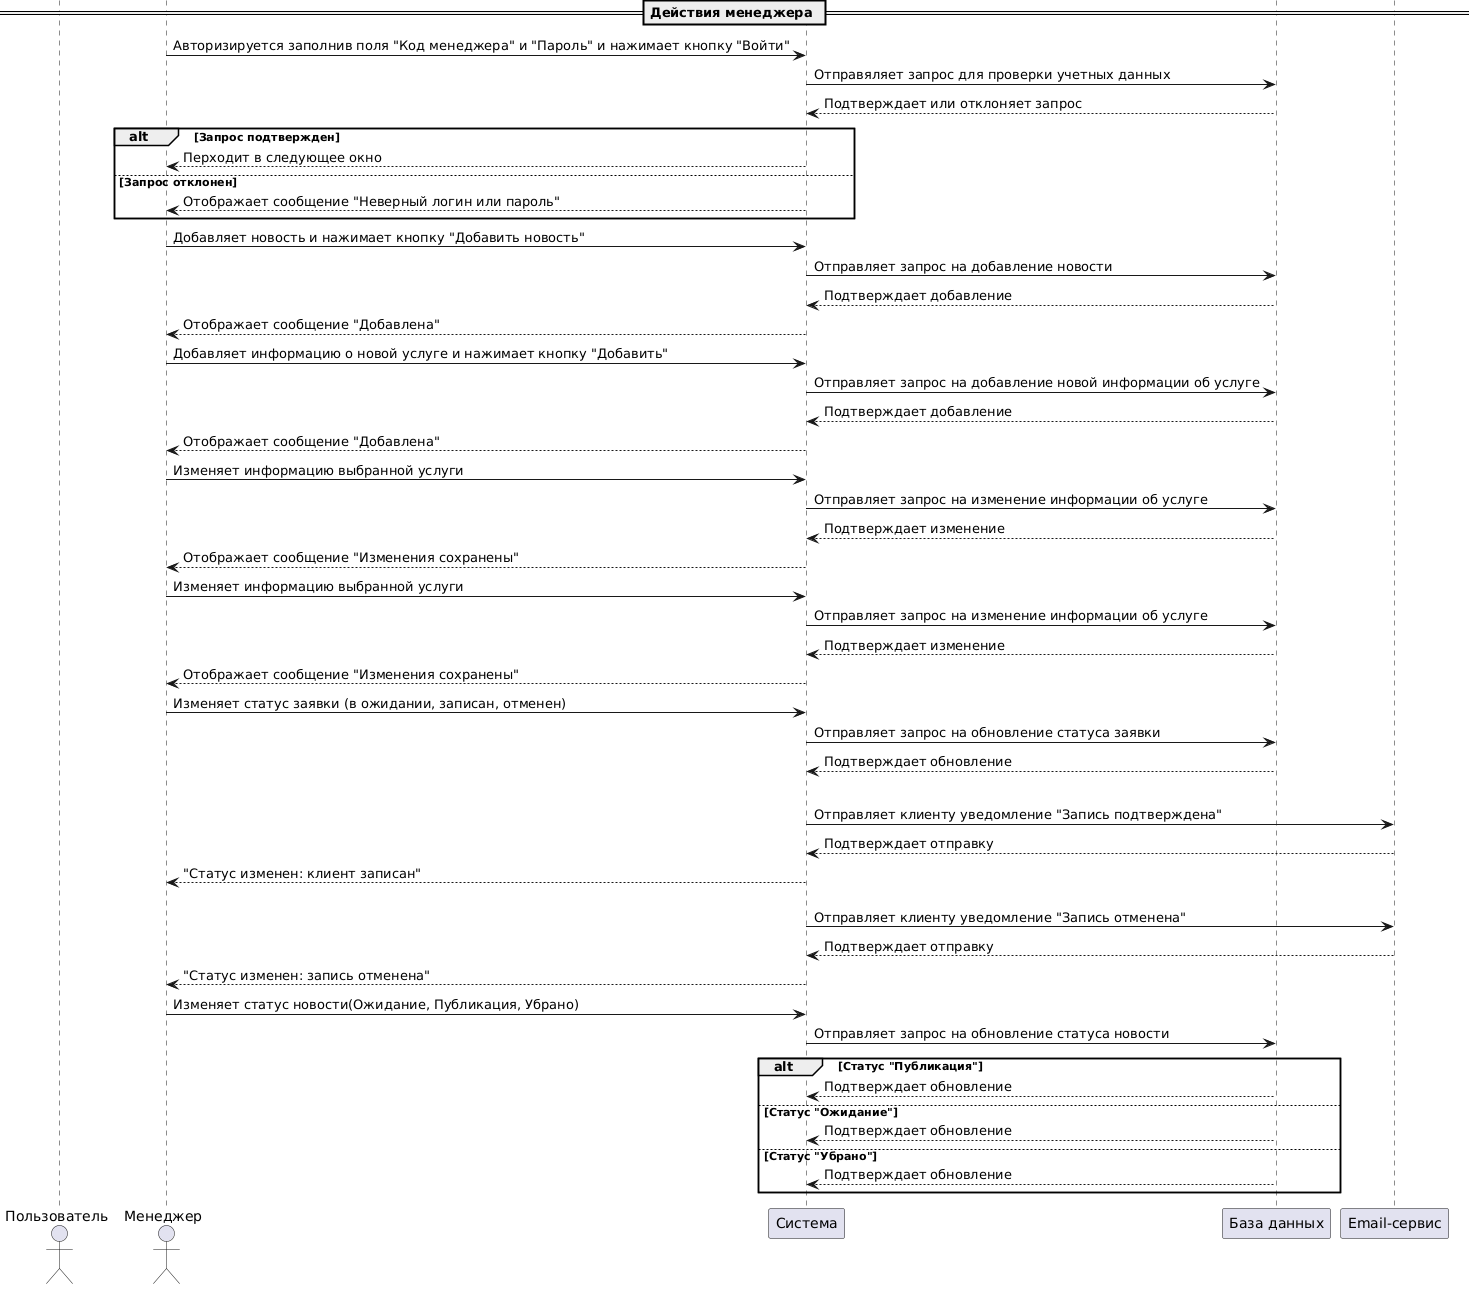 Действия менеджера
Авторизируется заполнив поля "Код менеджера" и "Пароль" и нажимает кнопку "Войти"
Отправяляет запрос для проверки учетных данных
Подтверждает или отклоняет запрос
alt [Запрос подтвержден]
Перходит в следующее окно
[Запрос отклонен]
Отображает сообщение "Неверный логин или пароль"
Добавляет новость и нажимает кнопку "Добавить новость"
Отправляет запрос на добавление новости
Подтверждает добавление
Отображает сообщение "Добавлена"
Добавляет информацию о новой услуге и нажимает кнопку "Добавить"
Отправляет запрос на добавление новой информации об услуге
Подтверждает добавление
Отображает сообщение "Добавлена"
Изменяет информацию выбранной услуги
Отправляет запрос на изменение информации об услуге
Подтверждает изменение
Отображает сообщение "Изменения сохранены"
Изменяет информацию выбранной услуги
Отправляет запрос на изменение информации об услуге
Подтверждает изменение
Отображает сообщение "Изменения сохранены"
Изменяет статус заявки (в ожидании, записан, отменен)
Отправляет запрос на обновление статуса заявки
Подтверждает обновление
Отправляет клиенту уведомление "Запись подтверждена"
Подтверждает отправку
"Статус изменен: клиент записан"
Отправляет клиенту уведомление "Запись отменена"
Подтверждает отправку
"Статус изменен: запись отменена"
Изменяет статус новости(Ожидание, Публикация, Убрано)
Отправляет запрос на обновление статуса новости
alt [Статус "Публикация"]
Подтверждает обновление
[Статус "Ожидание"]
Подтверждает обновление
[Статус "Убрано"]
Подтверждает обновление
Пользователь Менеджер Система База данных Email-сервис